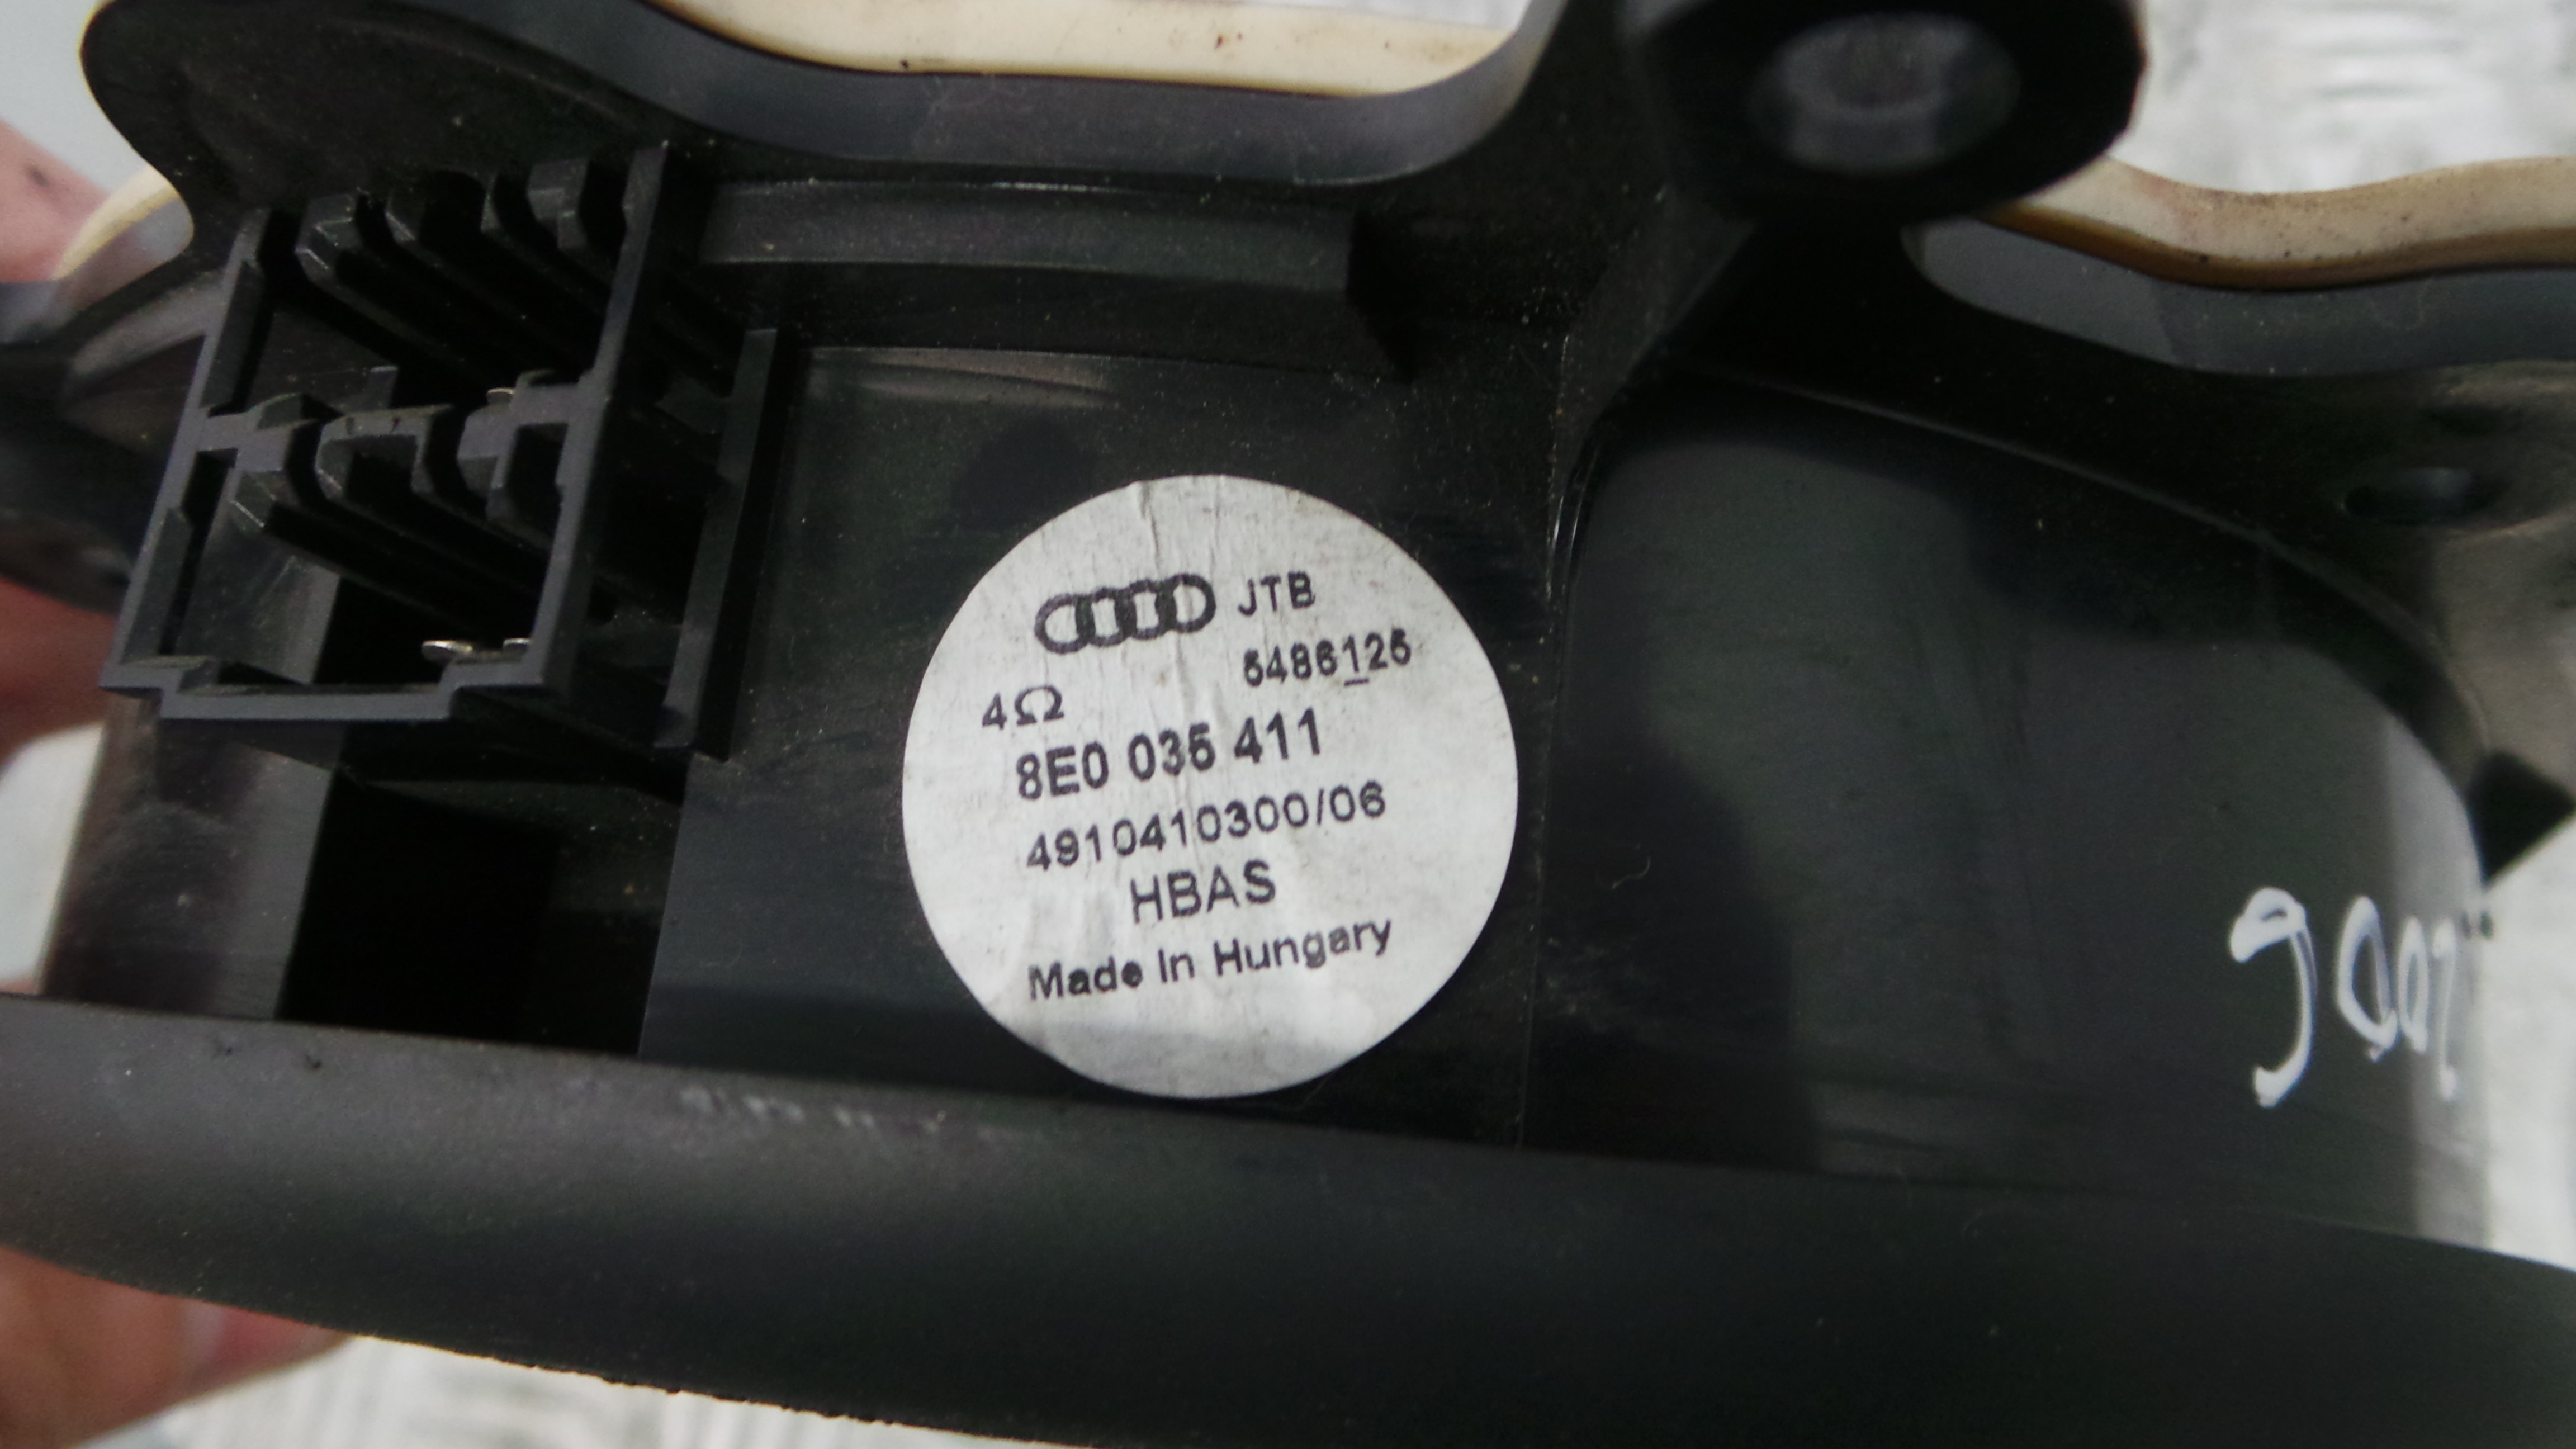 JTB
5486125
4Ω
8E0 035 411
4910410300/06
HBAS
Made In Hungary